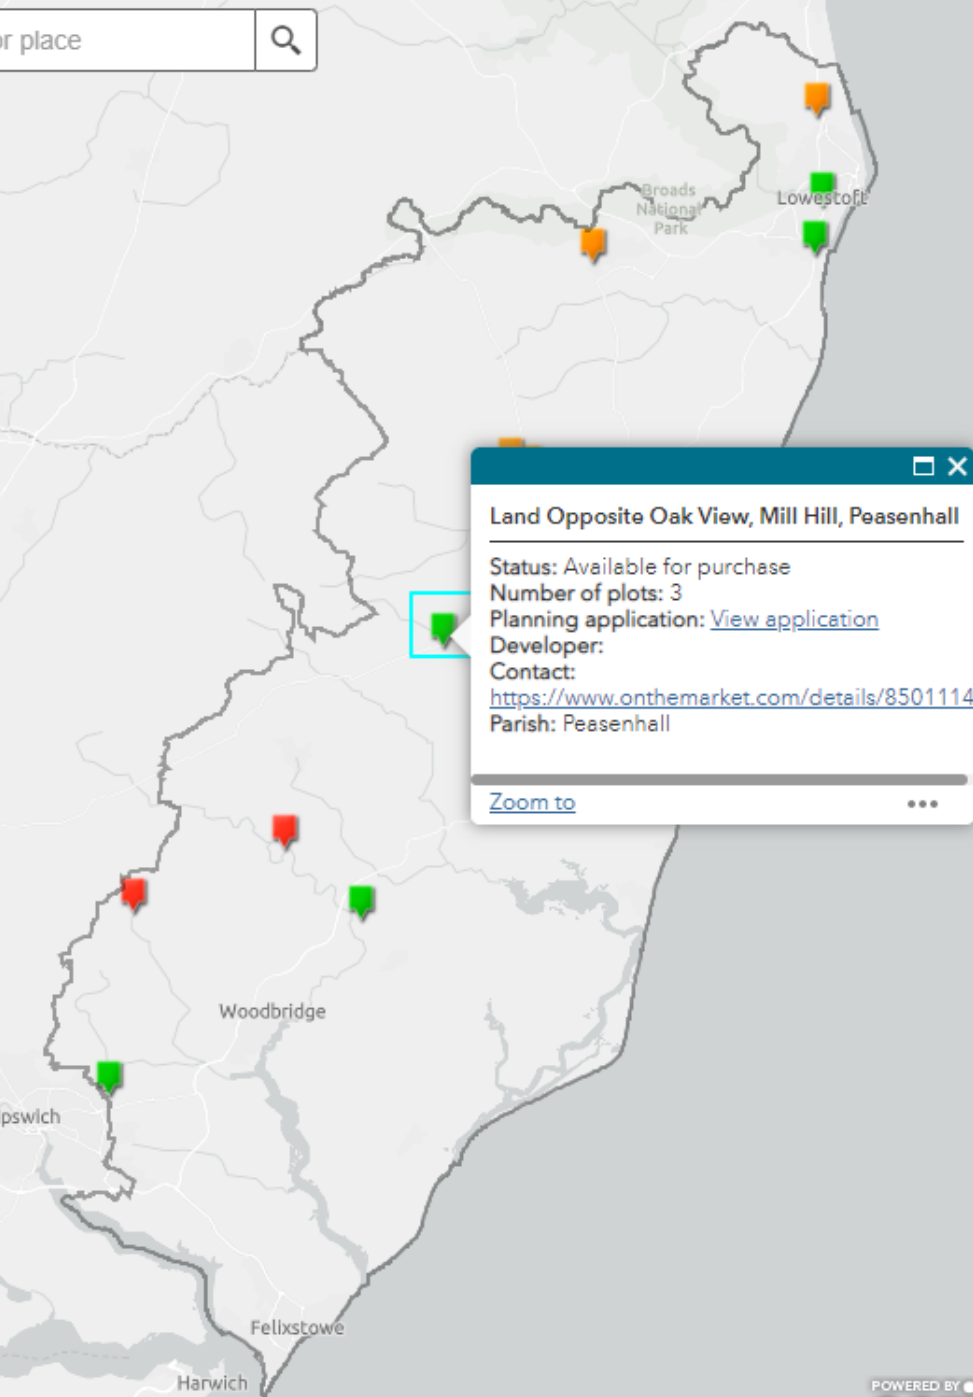 or place
Broads
National
Park
Lowestoft
Land Opposite Oak View, Mill Hill, Peasenhall
Status: Available for purchase
Number of plots: 3
Planning application: View application
Developer:
Contact:
https://www.onthemarket.com/details/8501114
Parish: Peasenhall
Zoom to
Woodbridge
pswich
Felixstowe
Harwich
POWERED BY